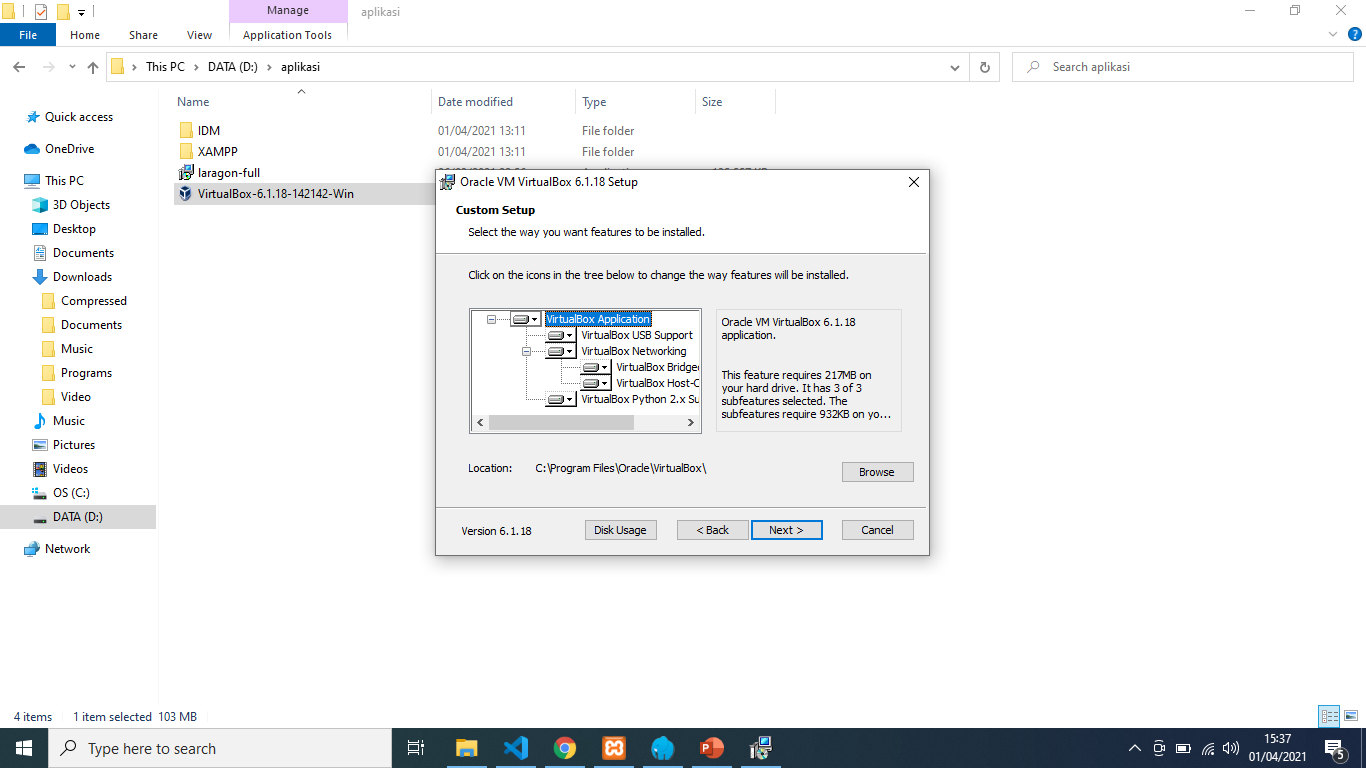 Manage
aplikasi
File
Home
Share
View
Application Tools
This PC
DATA (D:)
aplikasi
Search aplikasi
Name
Date modified
Type
Size
Quick access
OneDrive
This PC
3D Objects
Desktop
Documents
Downloads
Compressed
Documents
Music
Programs
Video
Music
Pictures
Videos
OS (C:)
DATA (D:)
Network
IDM
01/04/2021 13:11
File folder
XAMPP
01/04/2021 13:11
File folder
laragon-full
VirtualBox-6.1.18-142142-Win
Oracle VM VirtualBox 6.1.18 Setup
Custom Setup
Select the way you want features to be installed.
Click on the icons in the tree below to change the way features will be installed.
VirtualBox Application
VirtualBox USB Support
VirtualBox Networking
VirtualBox Bridge
VirtualBox Host-
VirtualBox Python 2.x Su
Oracle VM VirtualBox 6.1.18
application.
This feature requires 217MB on
your hard drive. It has 3 of 3
subfeatures selected. The
subfeatures require 932KB on yo...
Location:
C:\Program Files\Oracle\VirtualBox\
Browse
Version 6.1.18
Disk Usage
< Back
Next >
Cancel
4 items
1 item selected 103 MB
Type here to search
15:37
01/04/2021
5